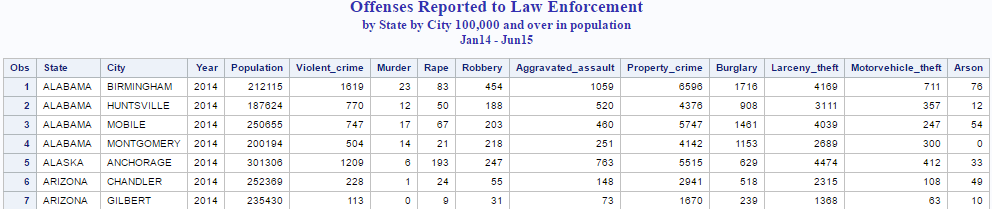 Offenses Reported to Law Enforcement
by State by City 100,000 and over in population
Jan14 - Jun15
Obs State City Year Population Violent_crime Murder Rape Robbery Aggravated_assault Property_crime Burglary Larceny_theft Motorvehicle_theft Arson
1 ALABAMA BIRMINGHAM 2014 212115 1619 23 83 454 1059 6596 1716 4169 711 76
2 ALABAMA HUNTSVILLE 2014 187624 770 12 50 188 520 4376 908 3111 357 12
3 ALABAMA MOBILE 2014 250655 747 17 67 203 460 5747 1461 4039 247 54
4 ALABAMA MONTGOMERY 2014 200194 504 14 21 218 251 4142 1153 2689 300 0
5 ALASKA ANCHORAGE 2014 301306 1209 6 193 247 763 5515 629 4474 412 33
6 ARIZONA CHANDLER 2014 252369 228 1 24 55 148 2941 518 2315 108 49
7 ARIZONA GILBERT 2014 235430 113 0 9 31 73 1670 239 1368 63 10